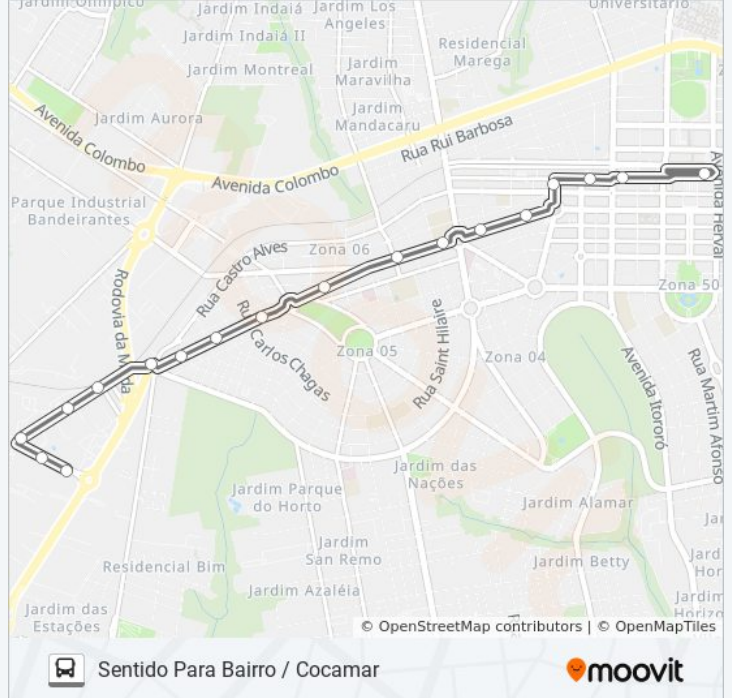 Jardim Olímpico
Jardim Indaiá
Jardim Los
Angeles
Universitário
Jardim Indaiá II
Residencial
Marega
Jardim Montreal
Jardim
Maravilha
Avenida Colombo
Jardim Aurora
Jardim
Mandacaru
Rua Rui Barbosa
Avenida Colombo
Avenida Herval
Parque Industrial
Bandeirantes
Rua Castro Alves
Zona 06
Zona 50
Rodovia da Moda
Rua Carlos Chagas
Zona 05
Rua Saint Hilaire
Zona 04
Avenida Itororó
Rua Martim Afonso
Jardim das
Nações
Jardim Parque
do Horto
Jardim Alamar
Jardim
San Remo
Residencial Bim
Jardim Betty
Jardim Azaléia
Jardim das
Estações
© OpenStreetMap contributors | © OpenMapTiles
Sentido Para Bairro / Cocamar
moovit